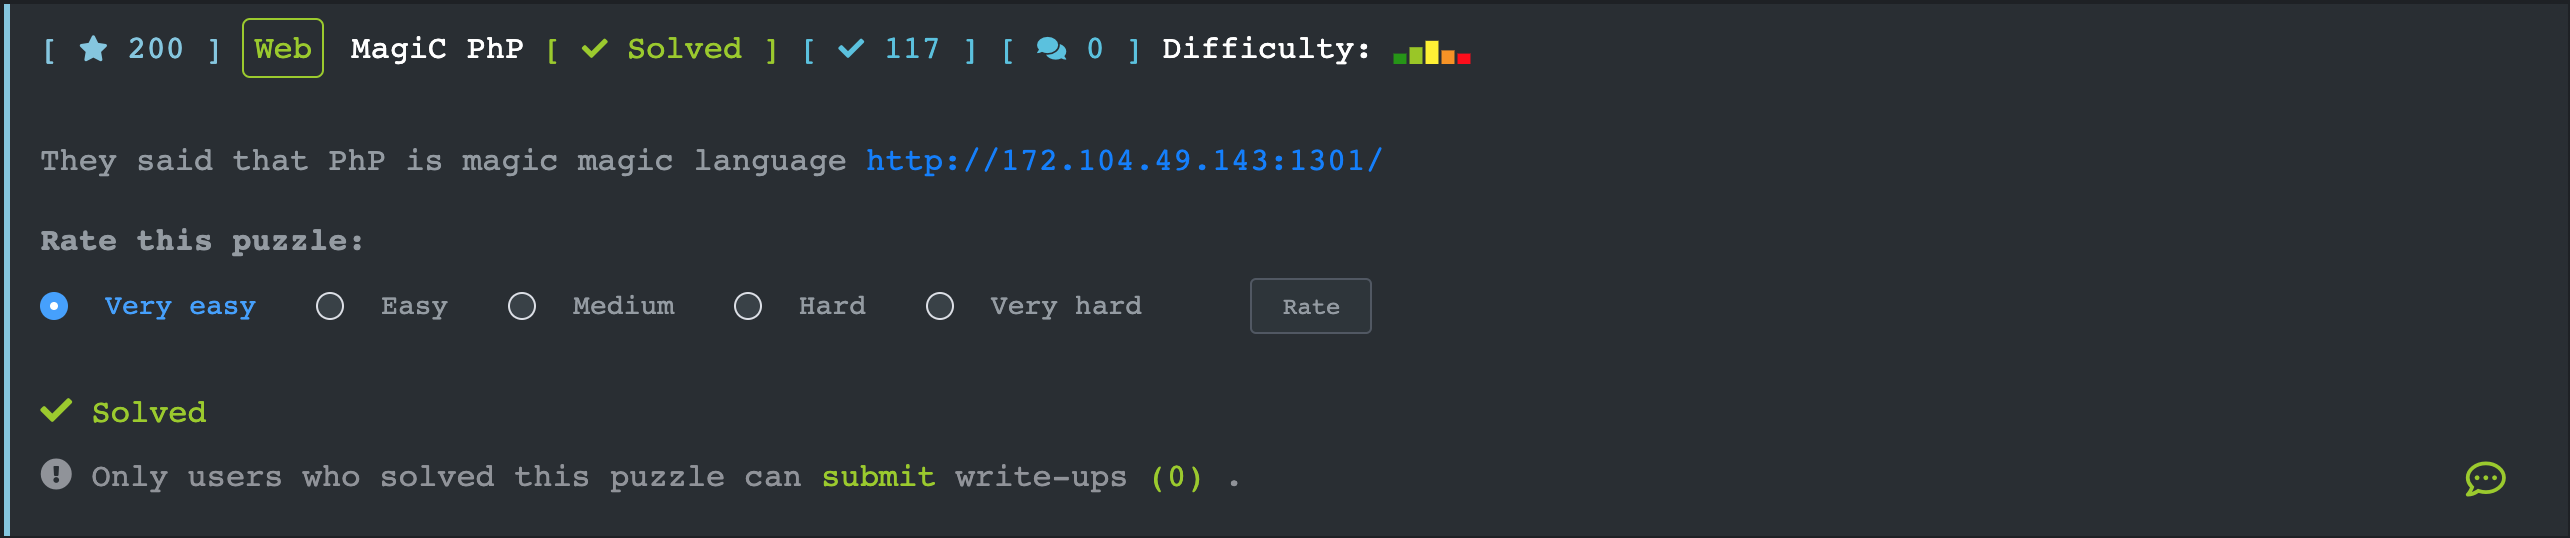 [ 200 ] Web MagiC PhP [ Solved ] [ 117 ] [ 0 ] Difficulty:
They said that PhP is magic magic language http://172.104.49.143:1301/
Rate this puzzle:
Very easy Easy Medium Hard Very hard Rate
Solved
Only users who solved this puzzle can submit write-ups (0) .